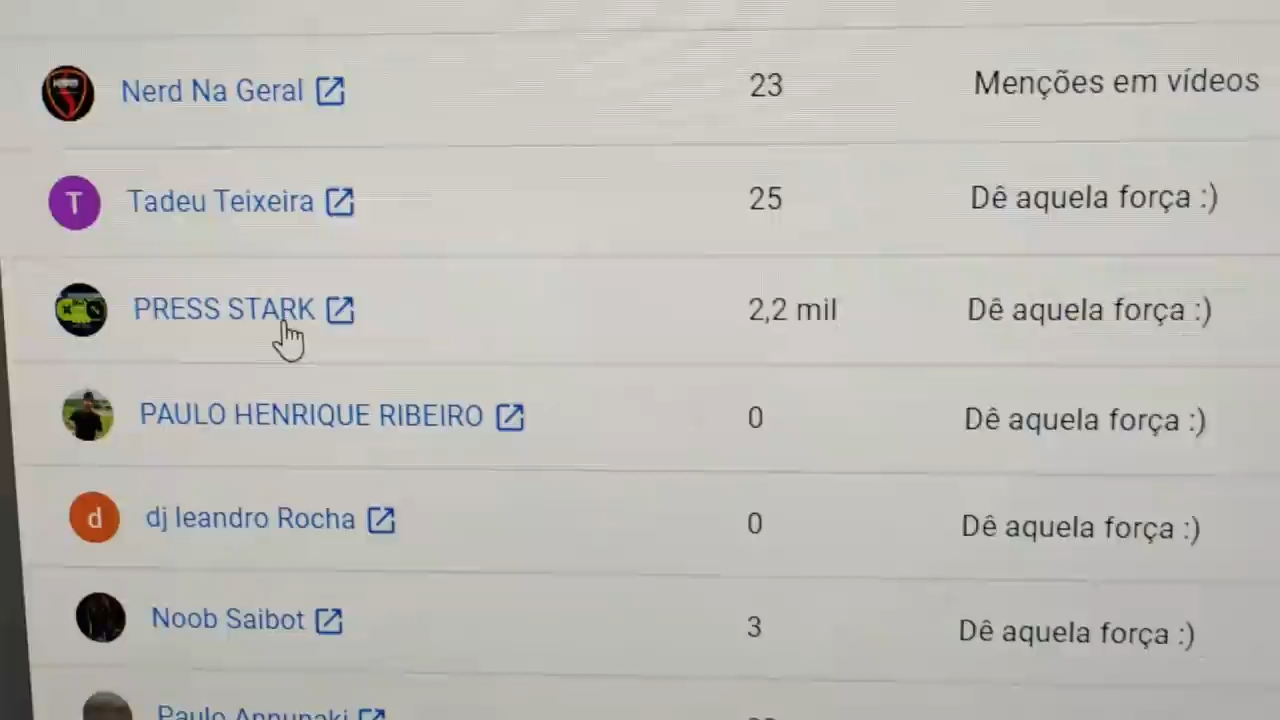 Nerd Na Geral 23 Menções em vídeos
T Tadeu Teixeira 25 Dê aquela força :)
PRESS STARK 2,2 mil Dê aquela força :)
PAULO HENRIQUE RIBEIRO 0 Dê aquela força :)
d dj leandro Rocha 0 Dê aquela força :)
Noob Saibot 3 Dê aquela força :)
Paulo Annunaki